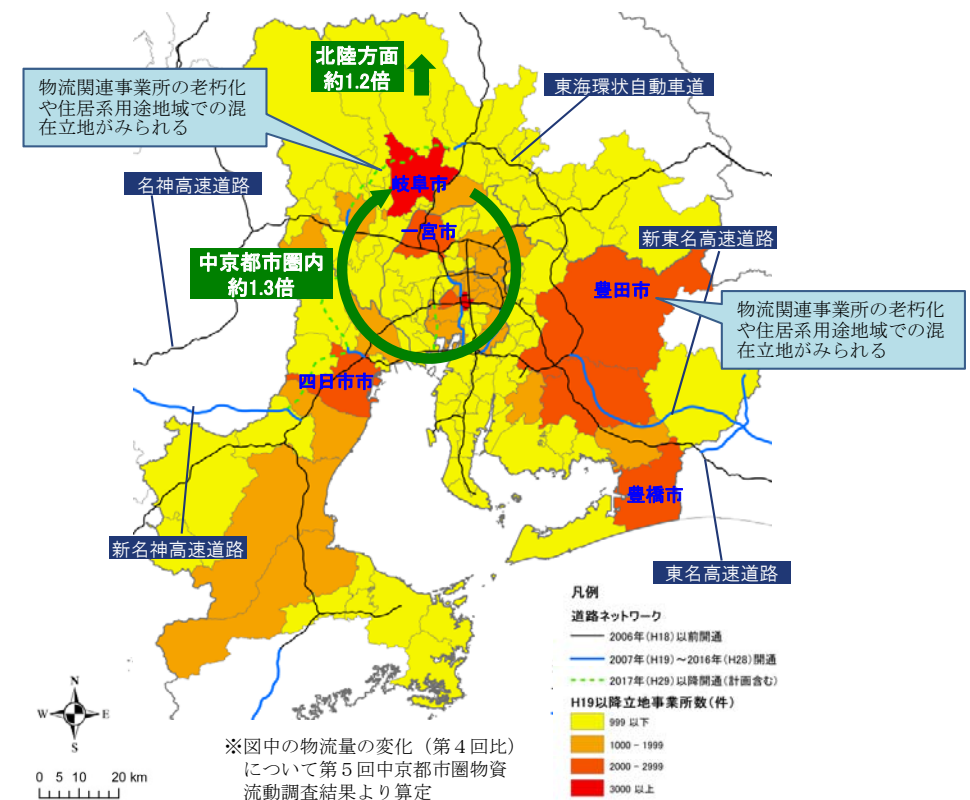 北陸方面
約1.2倍
物流関連事業所の老朽化
や住居系用途地域での混
在立地がみられる
東海環状自動車道
名神高速道路
岐阜市
一宮市
新東名高速道路
中京都市圏内
約1.3倍
豊田市
物流関連事業所の老朽化
や住居系用途地域での混
在立地がみられる
四日市市
豊橋市
新名神高速道路
東名高速道路
凡例
道路ネットワーク
2006年(H18)以前開通
2007年(H19)～2016年(H28)開通
2017年(H29)以降開通(計画含む)
H19以降立地事業所数(件)
999 以下
1000 - 1999
2000 - 2999
3000 以上
N
W E
S
0 5 10 20 km
※図中の物流量の変化（第４回比）
について第５回中京都市圏物資
流動調査結果より算定